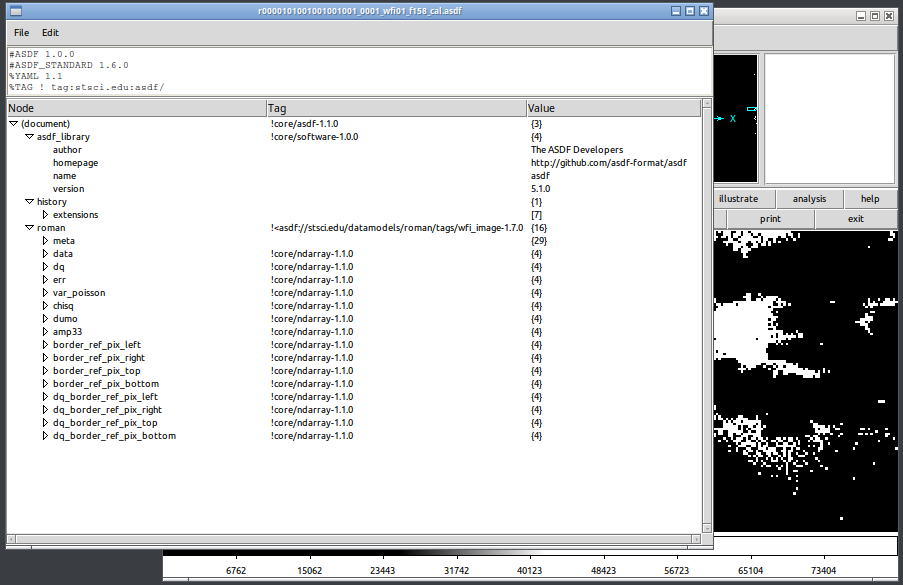 r0000101001001001001_0001_wfi01_f158_cal.asdf
File Edit
#ASDF 1.0.0
#ASDF_STANDARD 1.6.0
%YAML 1.1
%TAG ! tag:stsci.edu:asdf/
Node Tag Value
(document) !core/asdf-1.1.0 {3}
asdf_library !core/software-1.0.0 {4}
author The ASDF Developers
homepage http://github.com/asdf-format/asdf
name asdf
version 5.1.0
history {1}
extensions [7]
roman !<asdf://stsci.edu/datamodels/roman/tags/wfi_image-1.7.0 {16}
meta {29}
data !core/ndarray-1.1.0 {4}
dq !core/ndarray-1.1.0 {4}
err !core/ndarray-1.1.0 {4}
var_poisson !core/ndarray-1.1.0 {4}
chisq !core/ndarray-1.1.0 {4}
dumo !core/ndarray-1.1.0 {4}
amp33 !core/ndarray-1.1.0 {4}
border_ref_pix_left !core/ndarray-1.1.0 {4}
border_ref_pix_right !core/ndarray-1.1.0 {4}
border_ref_pix_top !core/ndarray-1.1.0 {4}
border_ref_pix_bottom !core/ndarray-1.1.0 {4}
dq_border_ref_pix_left !core/ndarray-1.1.0 {4}
dq_border_ref_pix_right !core/ndarray-1.1.0 {4}
dq_border_ref_pix_top !core/ndarray-1.1.0 {4}
dq_border_ref_pix_bottom !core/ndarray-1.1.0 {4}
X
illustrate analysis help
print exit
6762 15062 23443 31742 40123 48423 56723 65104 73404